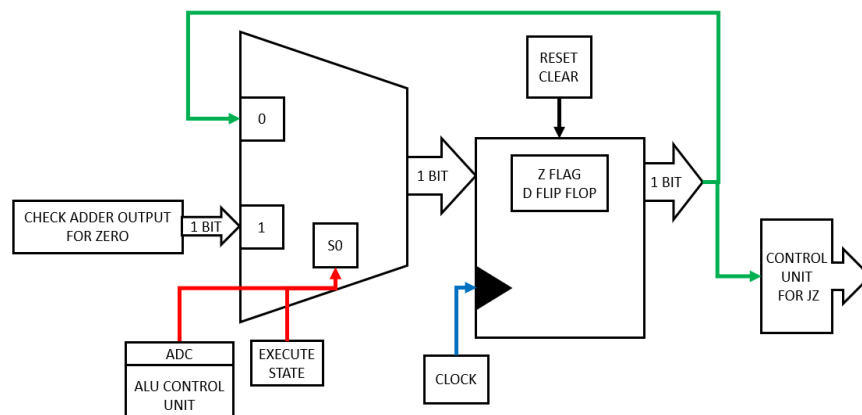 RESET
CLEAR
0
1 BIT
Z FLAG
D FLIP FLOP
1 BIT
CHECK ADDER OUTPUT
FOR ZERO
1 BIT
1
S0
CONTROL
UNIT
FOR JZ
ADC
ALU CONTROL
UNIT
EXECUTE
STATE
CLOCK